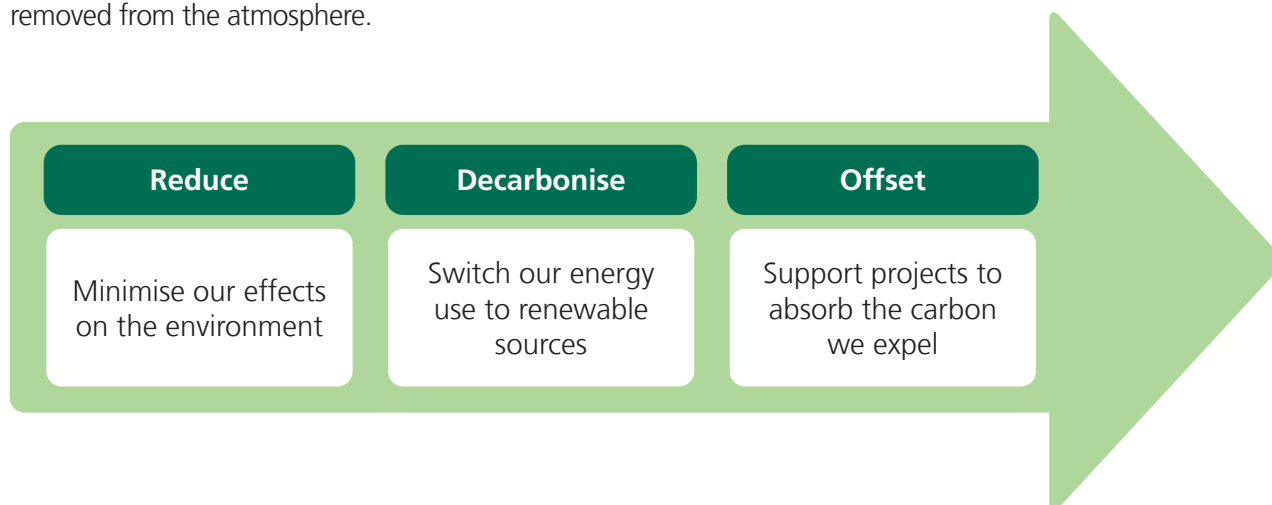 removed from the atmosphere.
Reduce
Minimise our effects
on the environment
Decarbonise
Switch our energy
use to renewable
sources
Offset
Support projects to
absorb the carbon
we expel